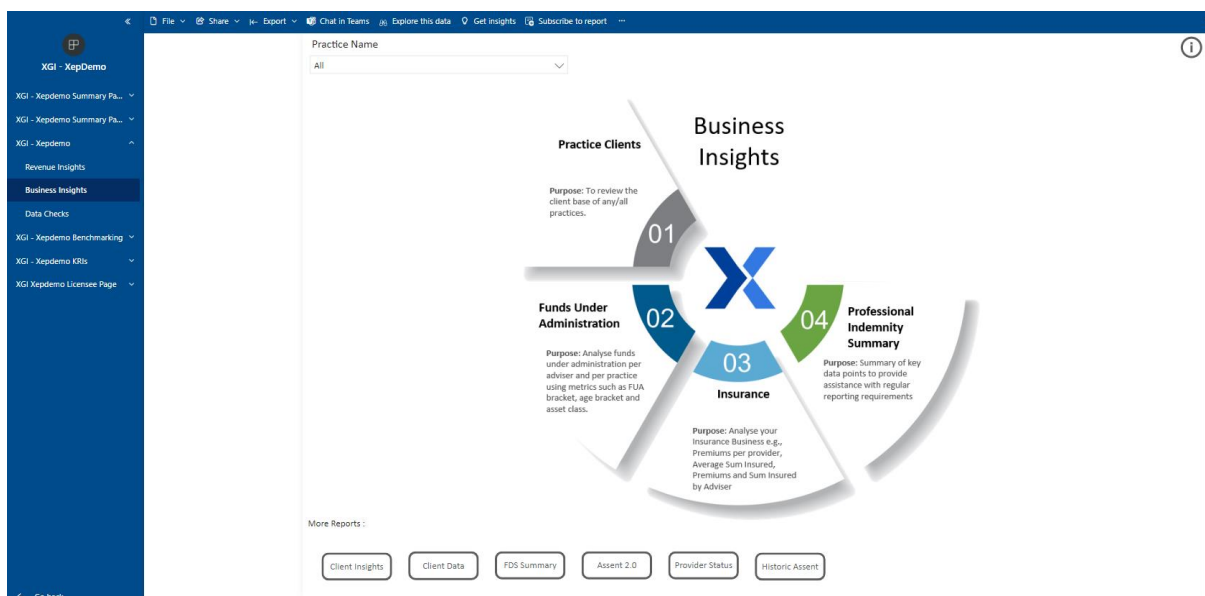 File
Share
Export
Chat in Teams
Explore this data
Get insights
Subscribe to report
...
XGI - XepDemo
XGI - Xepdemo Summary Pa...
XGI - Xepdemo Summary Pa...
XGI - Xepdemo
Revenue Insights
Business Insights
Data Checks
XGI - Xepdemo Benchmarking
XGI - Xepdemo KRIs
XGI Xepdemo Licensee Page
Go back
Practice Name
All
Business
Insights
Practice Clients
Purpose: To review the
client base of any/all
practices.
01
Funds Under
Administration
02
Purpose: Analyse funds
under administration per
adviser and per practice
using metrics such as FUA
bracket, age bracket and
asset class.
03
Insurance
Purpose: Analyse your
Insurance Business e.g.,
Premiums per provider,
Average Sum Insured,
Premiums and Sum Insured
by Adviser
04
Professional
Indemnity
Summary
Purpose: Summary of key
data points to provide
assistance with regular
reporting requirements
More Reports :
Client Insights
Client Data
FDS Summary
Assent 2.0
Provider Status
Historic Assent